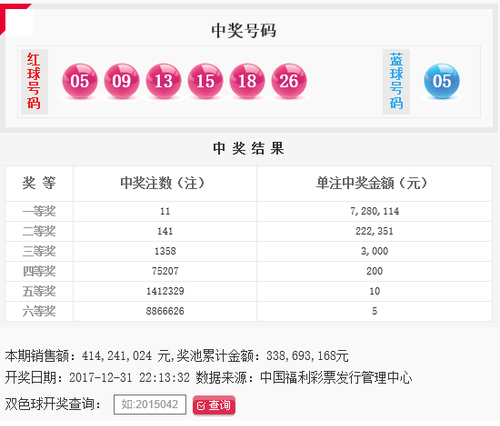 中奖号码
红球号码 05 09 13 15 18 26 蓝球号码 05
中奖结果
奖等 中奖注数（注） 单注中奖金额（元）
一等奖 11 7,280,114
二等奖 141 222,351
三等奖 1358 3,000
四等奖 75207 200
五等奖 1412329 10
六等奖 8866626 5
本期销售额：414,241,024 元,奖池累计金额：338,693,168元
开奖日期：2017-12-31 22:13:32 数据来源：中国福利彩票发行管理中心
双色球开奖查询： 如:2015042 查询